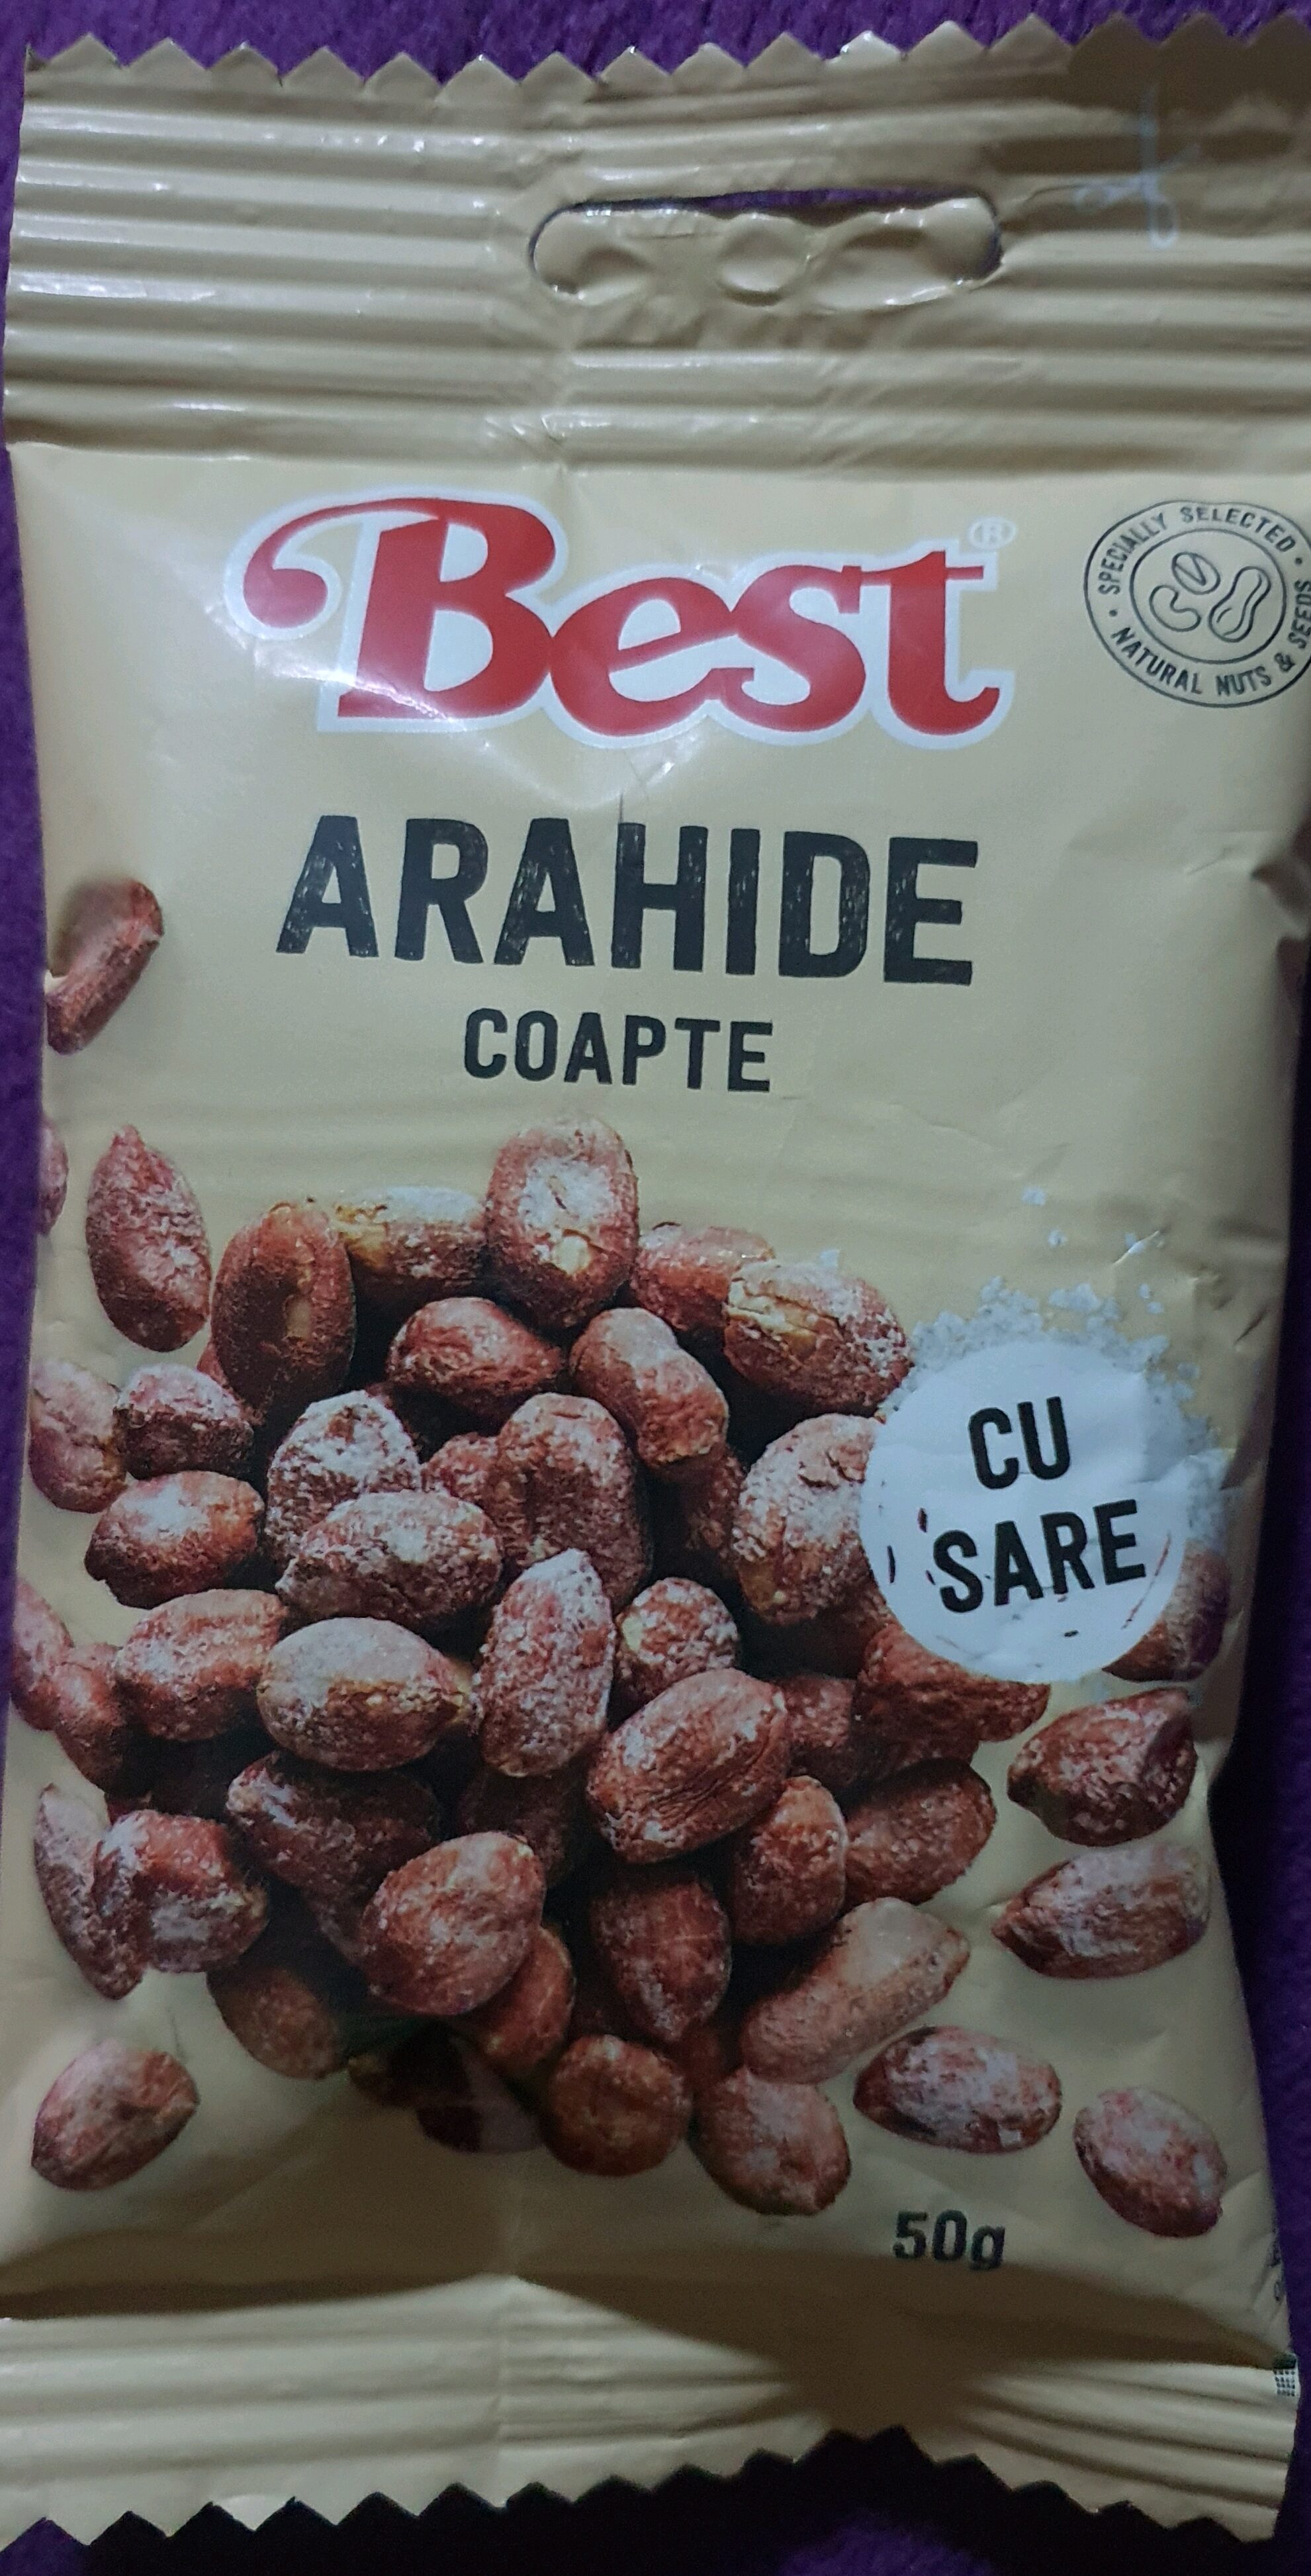 Best®
SPECIALLY SELECTED • NATURAL NUTS & SEEDS •
ARAHIDE
COAPTE
CU
SARE
50g